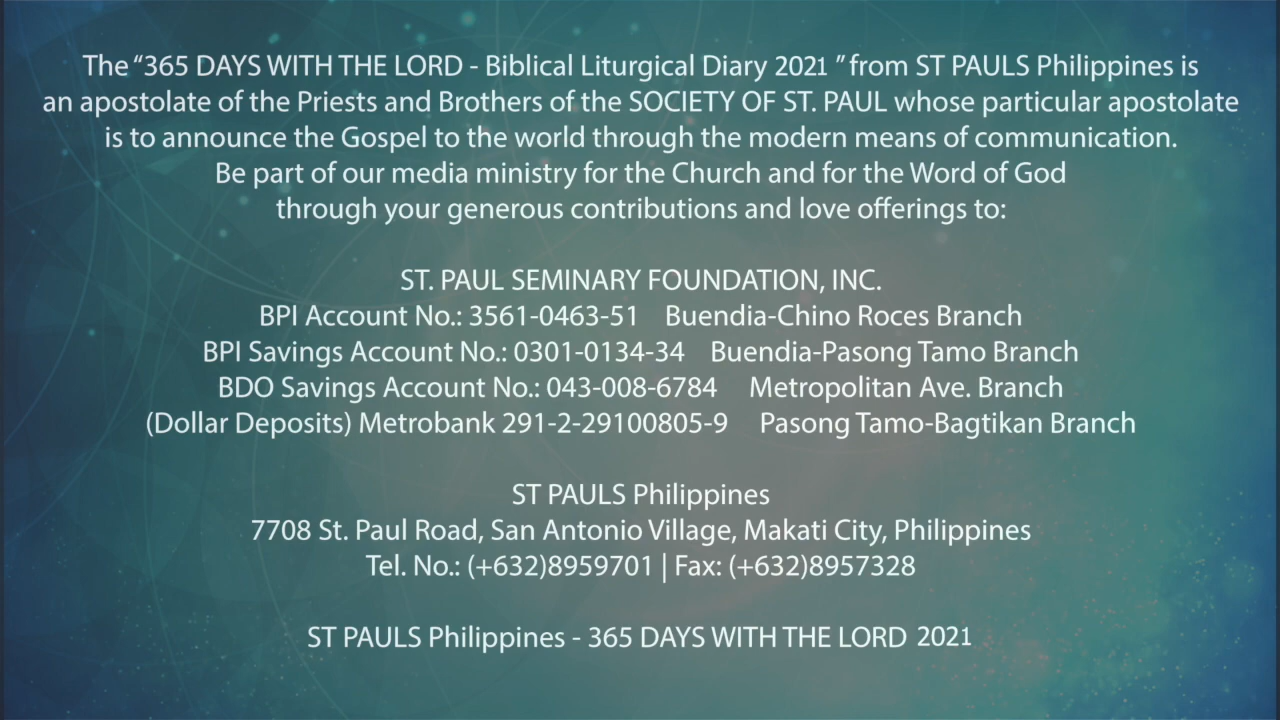 The “365 DAYS WITH THE LORD - Biblical Liturgical Diary 2021 ” from ST PAULS Philippines is
an apostolate of the Priests and Brothers of the SOCIETY OF ST. PAUL whose particular apostolate
is to announce the Gospel to the world through the modern means of communication.
Be part of our media ministry for the Church and for the Word of God
through your generous contributions and love offerings to:
ST. PAUL SEMINARY FOUNDATION, INC.
BPI Account No.: 3561-0463-51 Buendia-Chino Roces Branch
BPI Savings Account No.: 0301-0134-34 Buendia-Pasong Tamo Branch
BDO Savings Account No.: 043-008-6784 Metropolitan Ave. Branch
(Dollar Deposits) Metrobank 291-2-29100805-9 Pasong Tamo-Bagtikan Branch
ST PAULS Philippines
7708 St. Paul Road, San Antonio Village, Makati City, Philippines
Tel. No.: (+632)8959701 | Fax: (+632)8957328
ST PAULS Philippines - 365 DAYS WITH THE LORD 2021